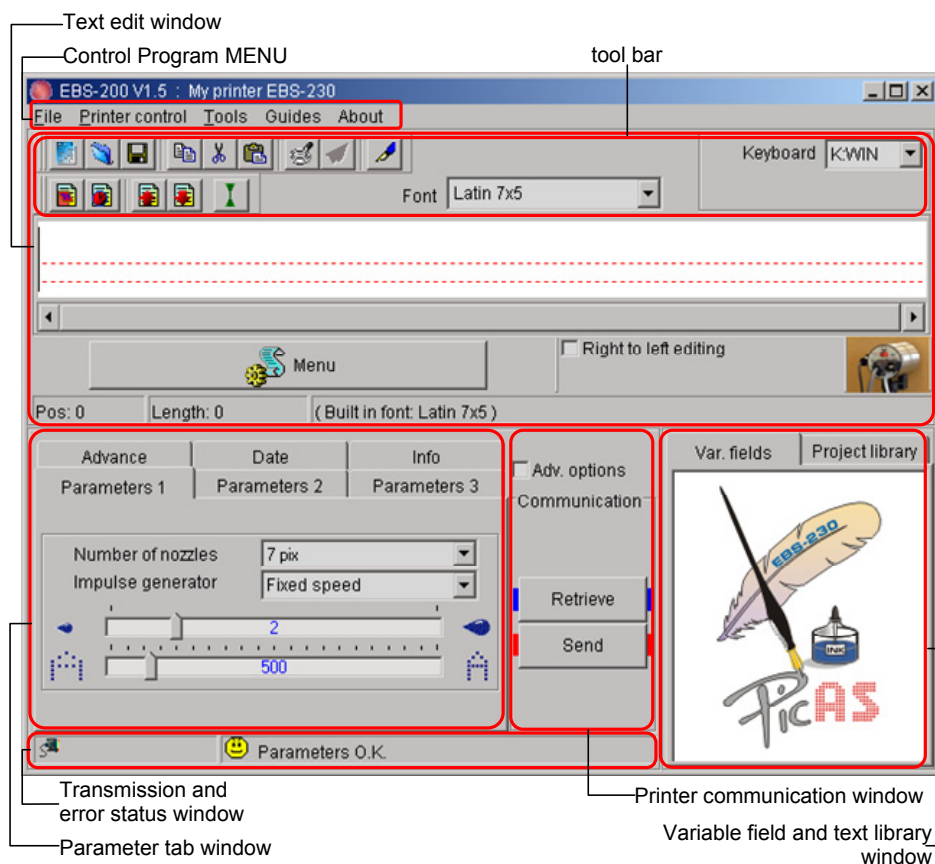 Text edit window
Control Program MENU
tool bar
EBS-200 V1.5 : My printer EBS-230
File Printer control Tools Guides About
Keyboard K:WIN
Font Latin 7x5
Menu
Right to left editing
Pos: 0 Length: 0 ( Built in font: Latin 7x5 )
Advance Date Info
Parameters 1 Parameters 2 Parameters 3
Number of nozzles 7 pix
Impulse generator Fixed speed
2
500
Adv. options
Communication
Retrieve
Send
Var. fields Project library
EBS-230
INK
PicAS
S
Parameters O.K.
Transmission and
error status window
Parameter tab window
Printer communication window
Variable field and text library
window